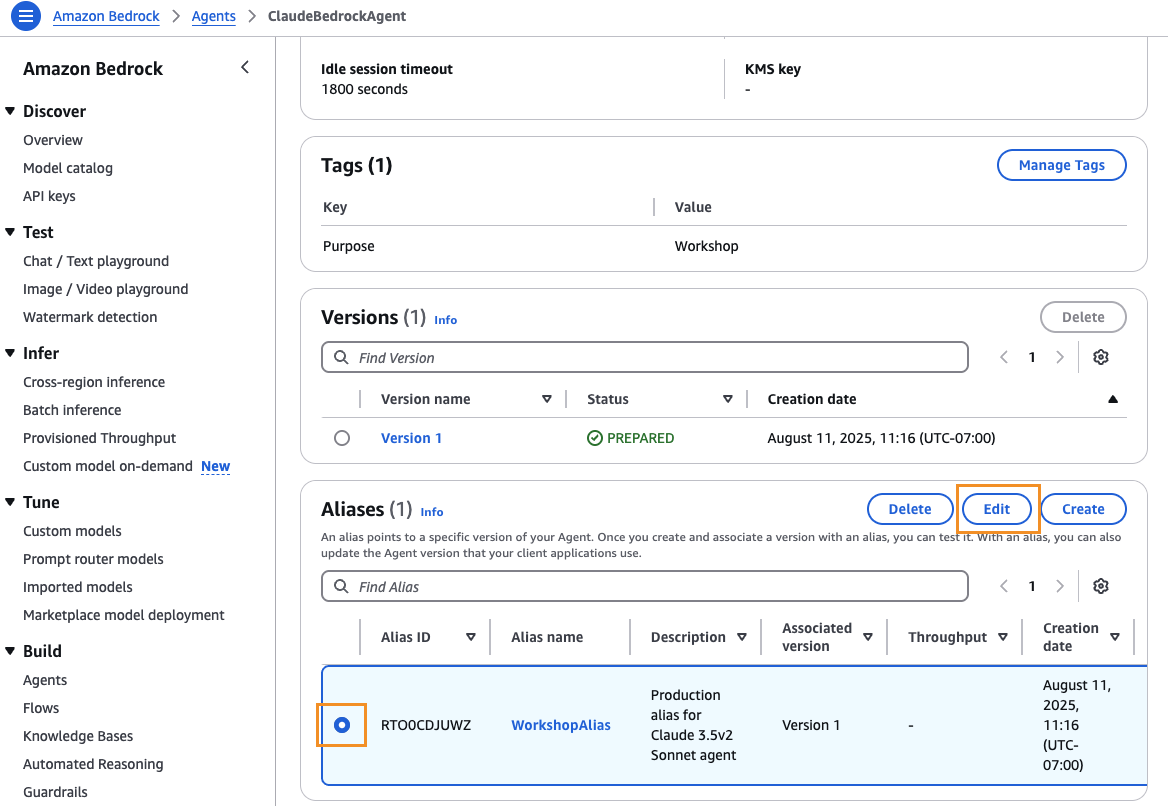 Amazon Bedrock > Agents > ClaudeBedrockAgent
Amazon Bedrock
Discover
Overview
Model catalog
API keys
Test
Chat / Text playground
Image / Video playground
Watermark detection
Infer
Cross-region inference
Batch inference
Provisioned Throughput
Custom model on-demand New
Tune
Custom models
Prompt router models
Imported models
Marketplace model deployment
Build
Agents
Flows
Knowledge Bases
Automated Reasoning
Guardrails
Idle session timeout
1800 seconds
KMS key
-
Tags (1)
Manage Tags
Key Value
Purpose Workshop
Versions (1) Info
Delete
Find Version
1
Version name Status Creation date
Version 1 PREPARED August 11, 2025, 11:16 (UTC-07:00)
Aliases (1) Info
Delete Edit Create
An alias points to a specific version of your Agent. Once you create and associate a version with an alias, you can test it. With an alias, you can also
update the Agent version that your client applications use.
Find Alias
1
Alias ID
Alias name
Description
Associated
version
Throughput
Creation
date
RTO0CDJUWZ
WorkshopAlias
Production
alias for
Claude 3.5v2
Sonnet agent
Version 1
-
August 11,
2025,
11:16
(UTC-
07:00)